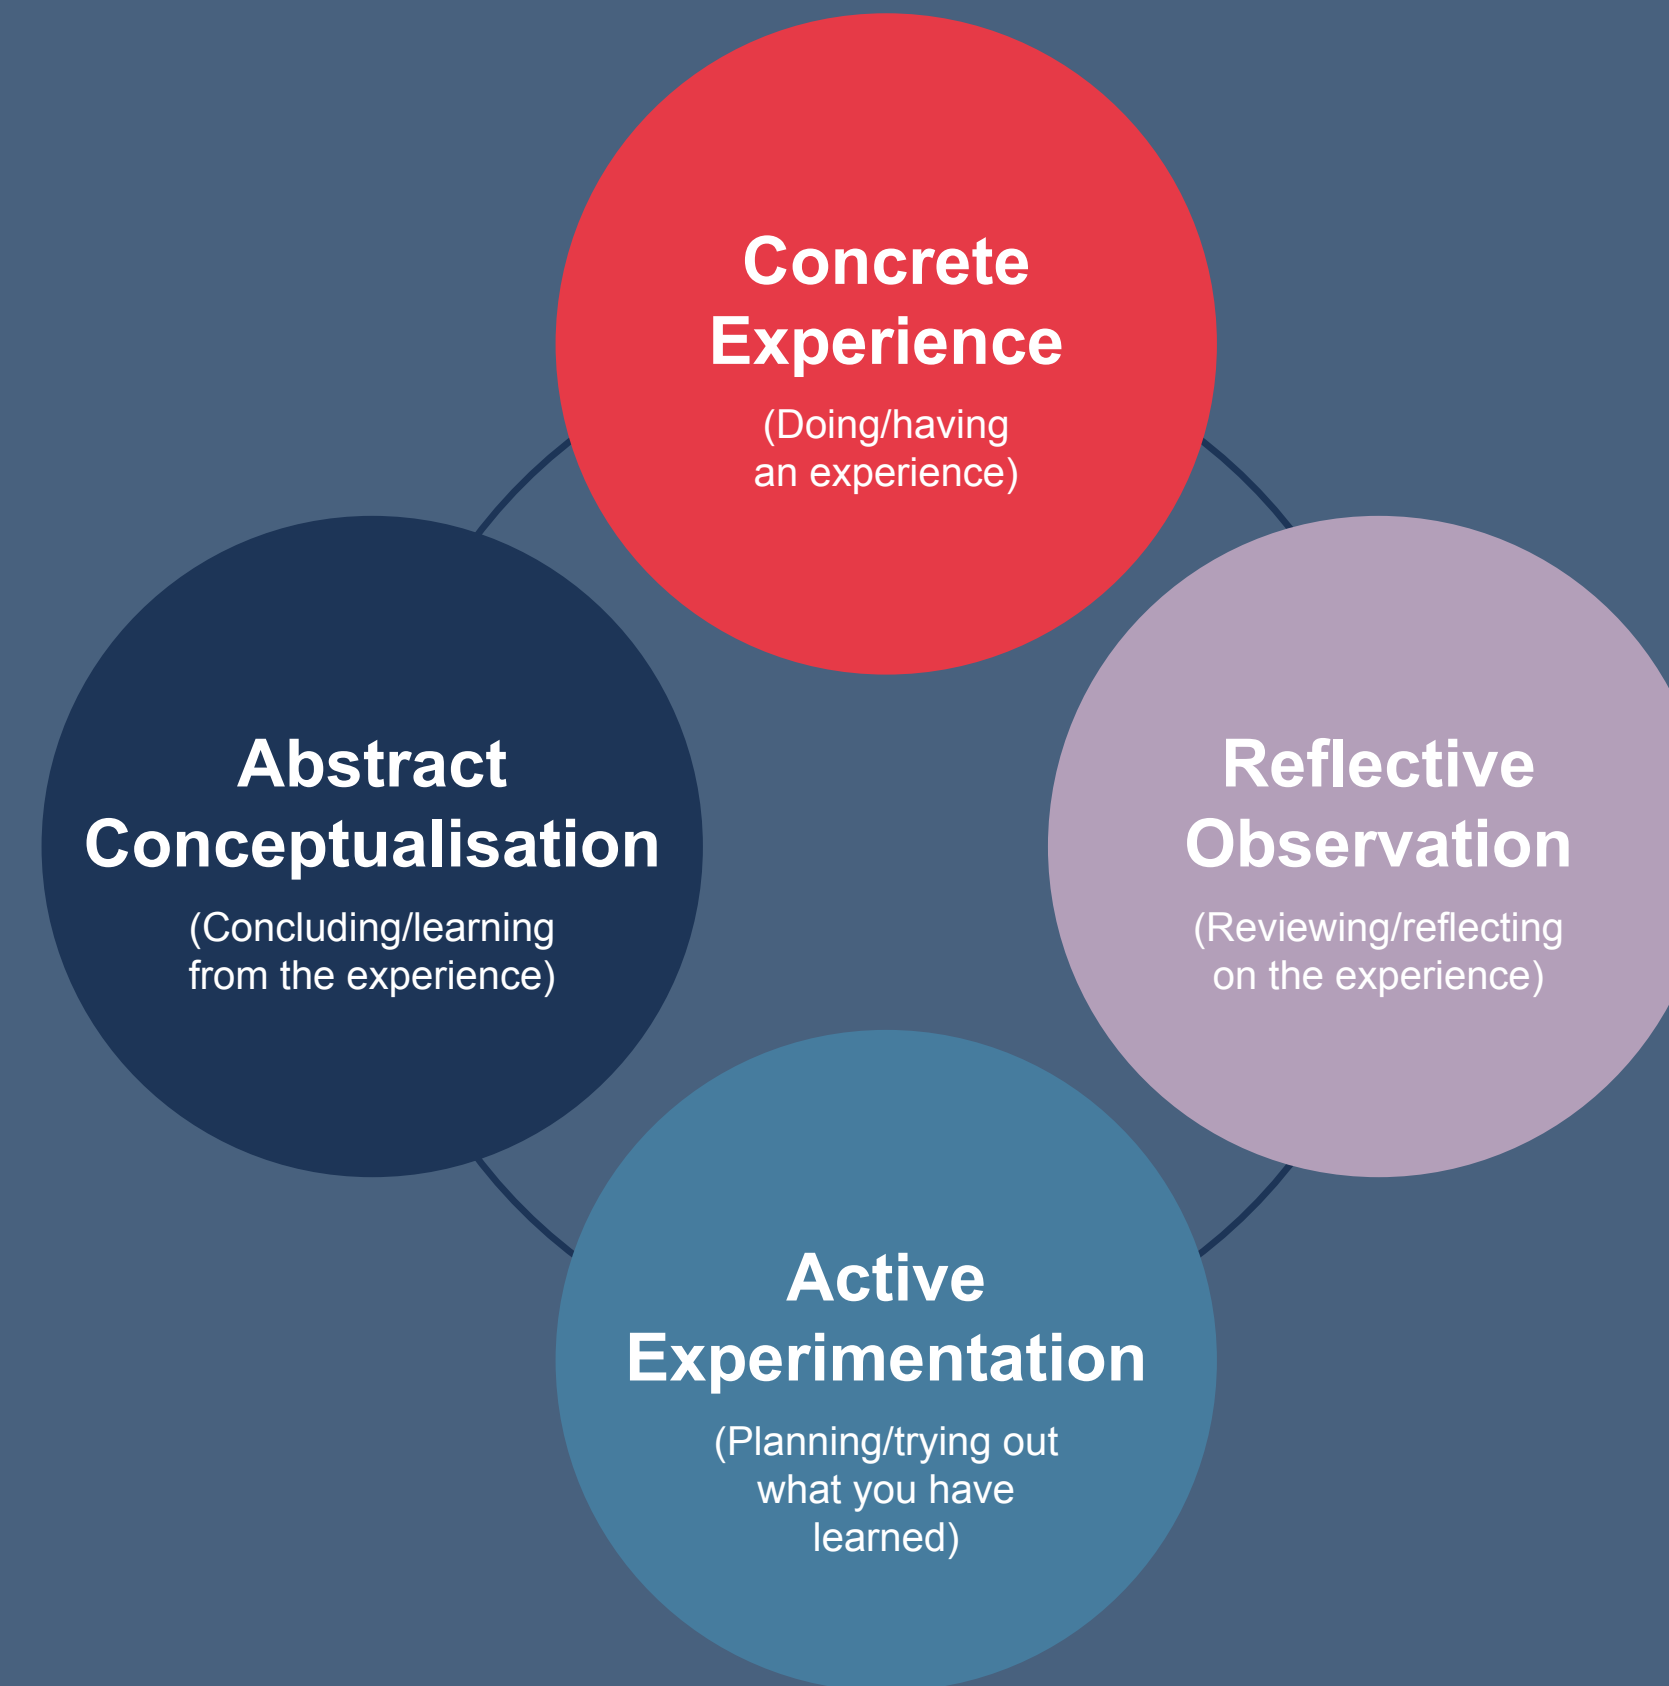 Concrete
Experience
(Doing/having
an experience)
Abstract
Conceptualisation
(Concluding/learning
from the experience)
Reflective
Observation
(Reviewing/reflecting
on the experience)
Active
Experimentation
(Planning/trying out
what you have
learned)